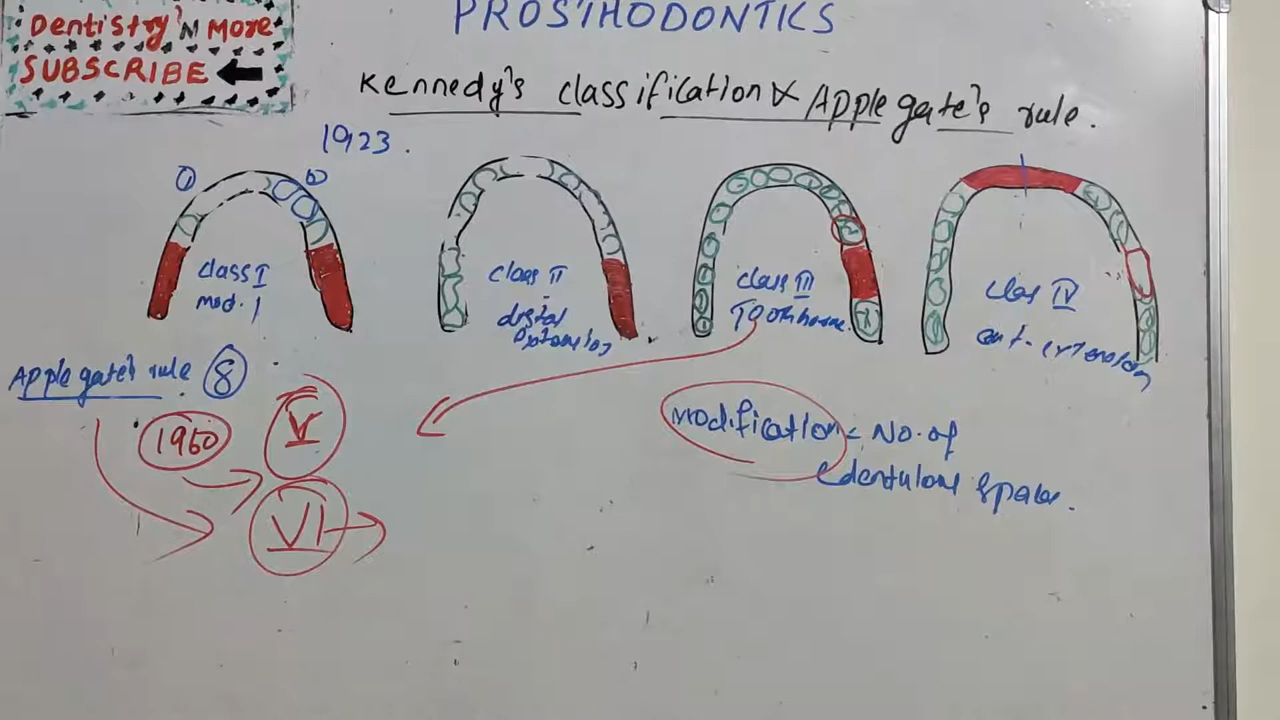 PROSTHODONTICS
Dentistry 'N More
SUBSCRIBE
Kennedy's classification & Applegate's rule.
1923.
class I
mod. 1
class II
distal
extension
class III
Tooth borne.
clas IV
ant. extension
Applegate's rule 8
1960
V
VI
Modification = No. of
edentulous spaces.